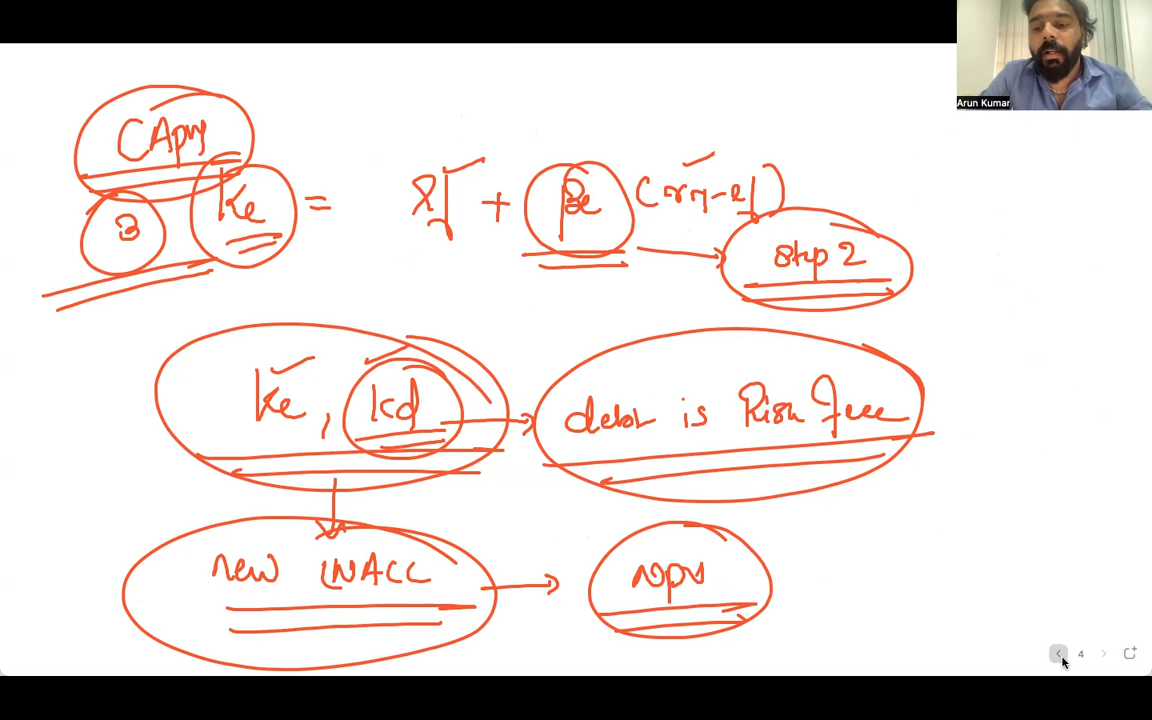 Arun Kumar
CAPM
3 Ke = rf + βe (rm-rf)
step 2
Ke, Kd → debt is Risk Free
new WACC → NPV
4